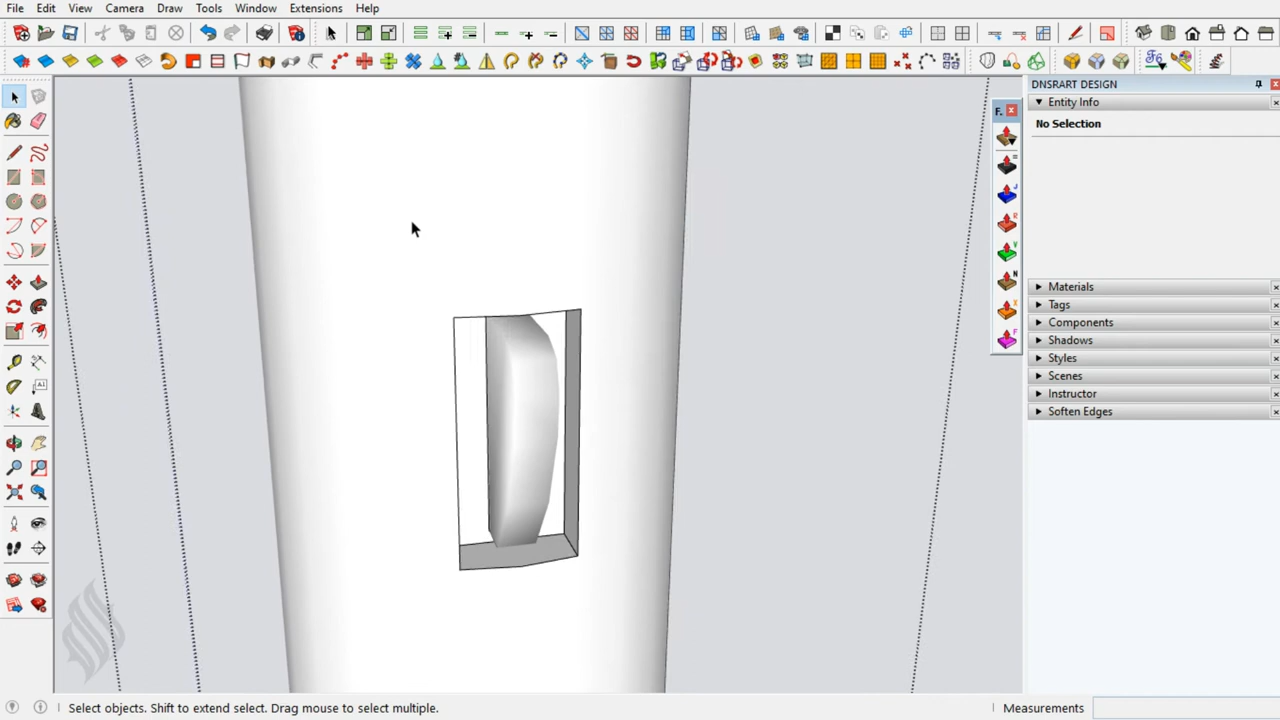 File Edit View Camera Draw Tools Window Extensions Help
DNSRART DESIGN
Entity Info
No Selection
F.
=
J
R
V
N
X
F
Materials
Tags
Components
Shadows
Styles
Scenes
Instructor
Soften Edges
A1
Select objects. Shift to extend select. Drag mouse to select multiple.
Measurements